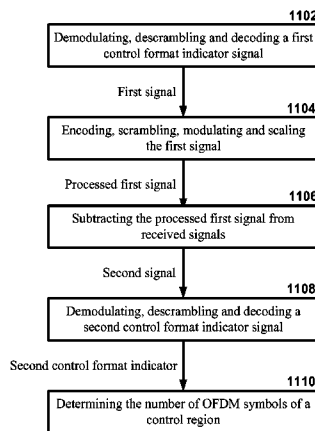 1102
Demodulating, descrambling and decoding a first
control format indicator signal
First signal
1104
Encoding, scrambling, modulating and scaling
the first signal
Processed first signal
1106
Subtracting the processed first signal from
received signals
Second signal
1108
Demodulating, descrambling and decoding a
second control format indicator signal
Second control format indicator
1110
Determining the number of OFDM symbols of a
control region